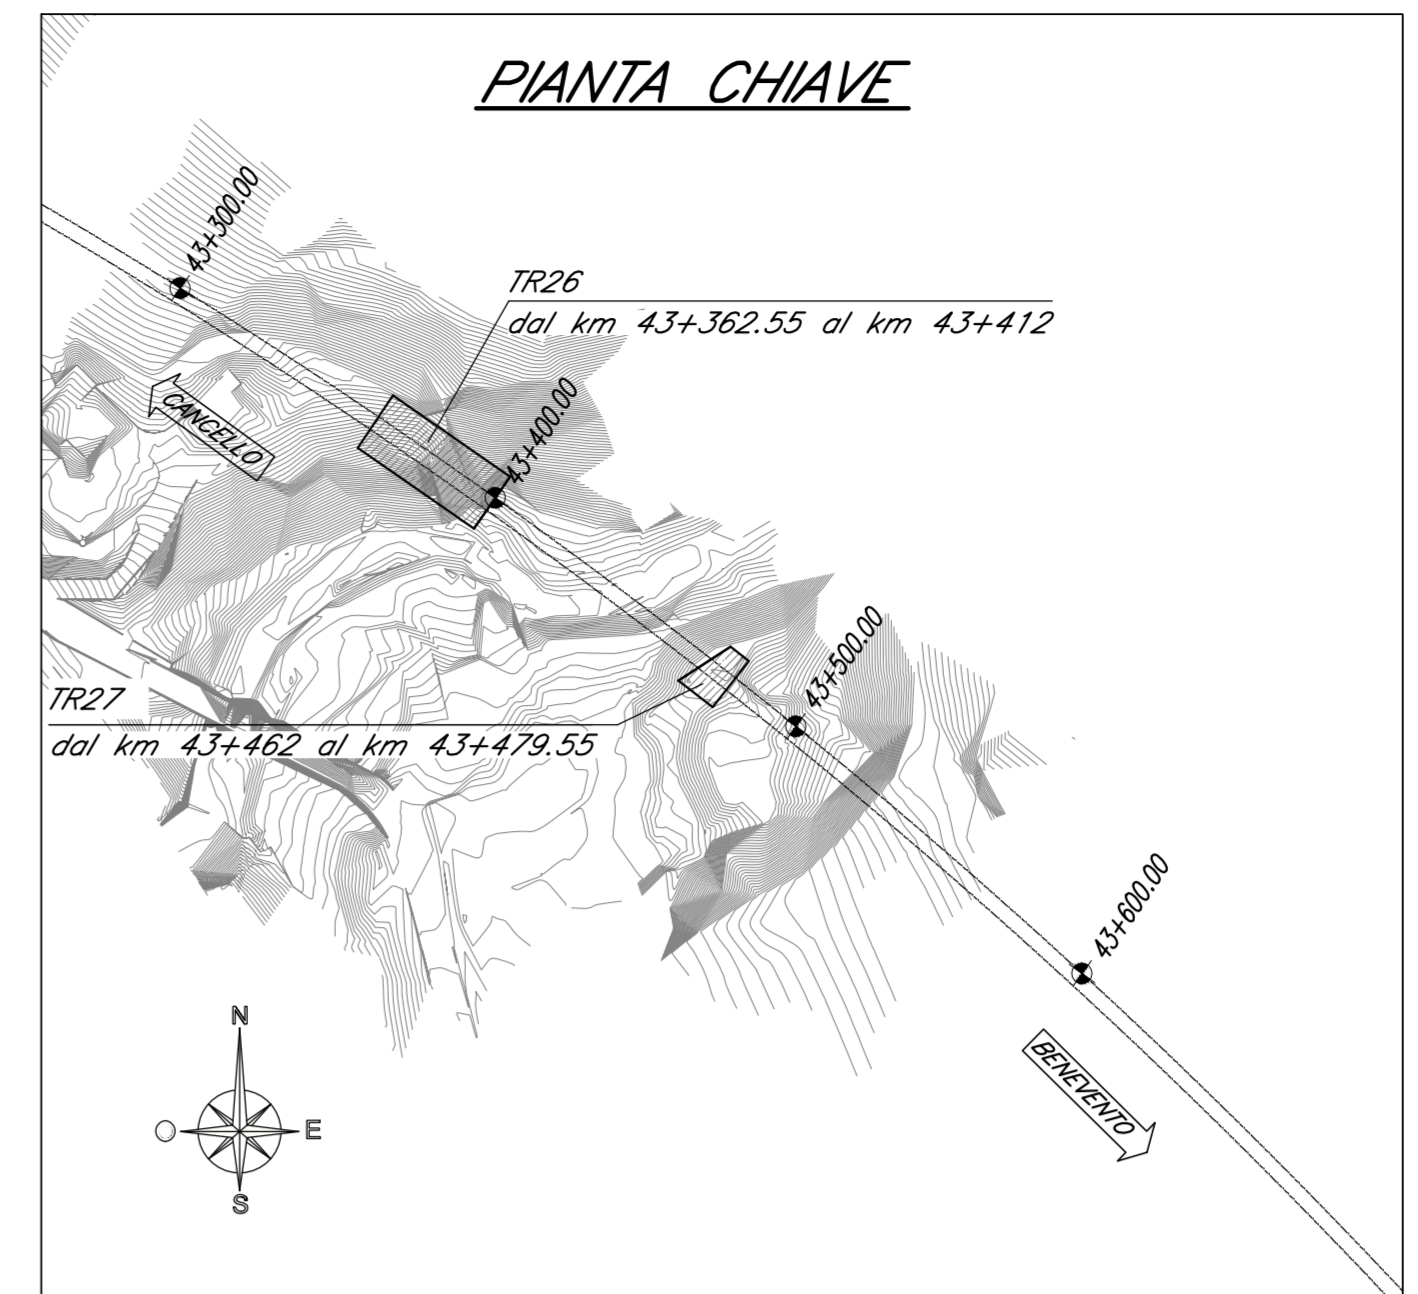 PIANTA CHIAVE
43+300.00
TR26
dal km 43+362.55 al km 43+412
CANCELLO
43+400.00
43+500.00
TR27
dal km 43+462 al km 43+479.55
43+600.00
BENEVENTO
N
O
E
S